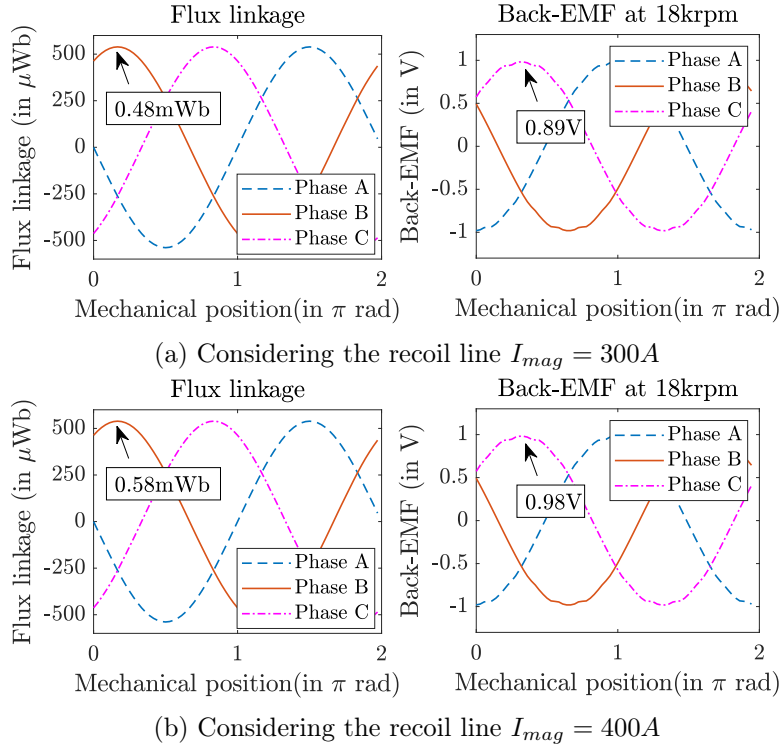 Flux linkage
Flux linkage (in μWb)
500
250
0
-250
-500
0.48mWb
Phase A
Phase B
Phase C
0 1 2
Mechanical position(in π rad)
Back-EMF at 18krpm
Back-EMF (in V)
1
0.5
0
-0.5
-1
0.89V
Phase A
Phase B
Phase C
0 1 2
Mechanical position(in π rad)
(a) Considering the recoil line I_mag = 300A
Flux linkage
Flux linkage (in μWb)
500
250
0
-250
-500
0.58mWb
Phase A
Phase B
Phase C
0 1 2
Mechanical position(in π rad)
Back-EMF at 18krpm
Back-EMF (in V)
1
0.5
0
-0.5
-1
0.98V
Phase A
Phase B
Phase C
0 1 2
Mechanical position(in π rad)
(b) Considering the recoil line I_mag = 400A